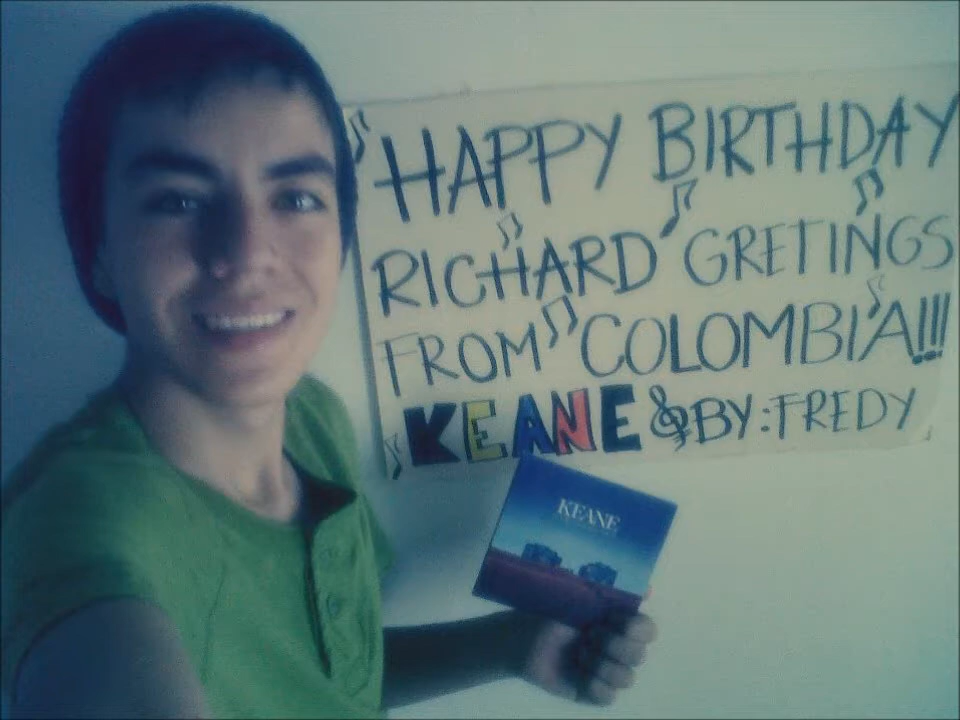 HAPPY BIRTHDAY
RICHARD GRETINGS
FROM COLOMBIA!!!
KEANE BY:FREDY
KEANE